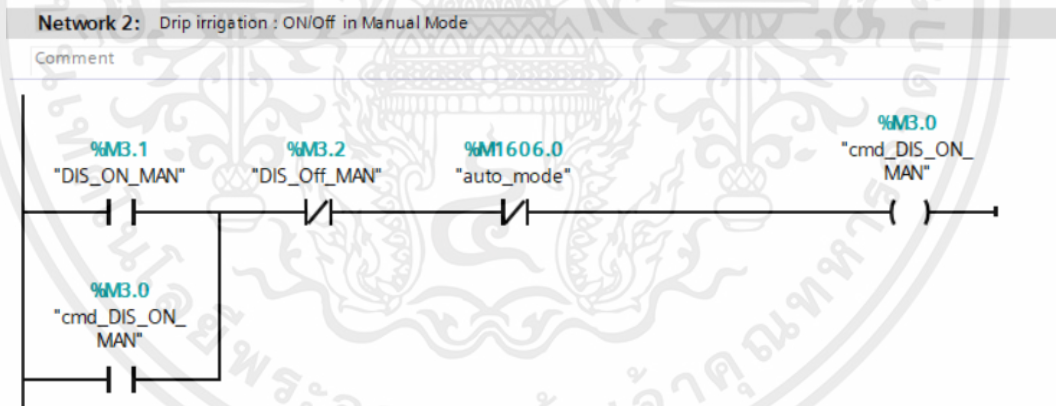 Network 2: Drip irrigation : ON/Off in Manual Mode
Comment
%M3.1
"DIS_ON_MAN"
%M3.2
"DIS_Off_MAN"
%M1606.0
"auto_mode"
%M3.0
"cmd_DIS_ON_
MAN"
%M3.0
"cmd_DIS_ON_
MAN"